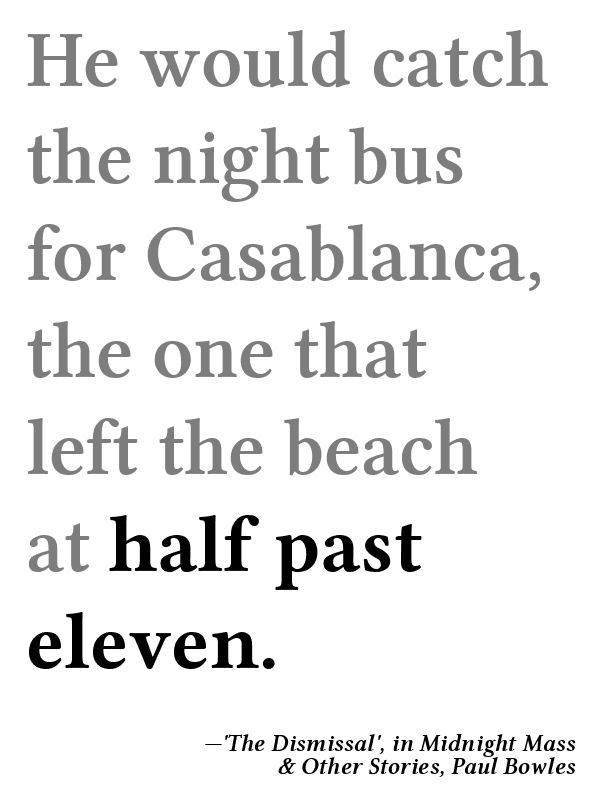 He would catch
the night bus
for Casablanca,
the one that
left the beach
at half past
eleven.
—'The Dismissal', in Midnight Mass
& Other Stories, Paul Bowles